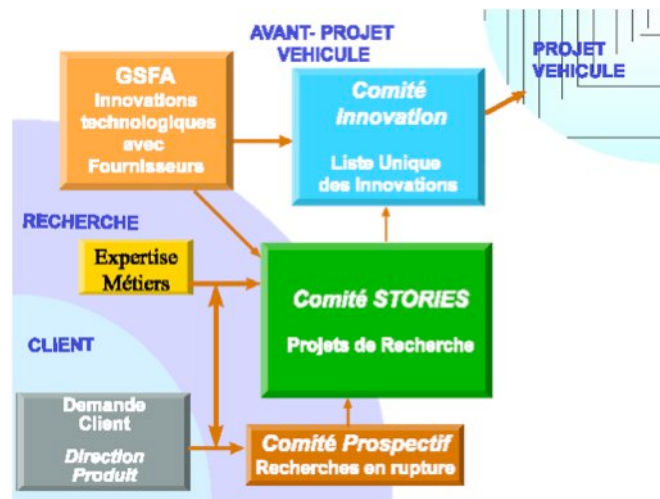 AVANT- PROJET
VEHICULE
PROJET
VEHICULE
GSFA
Innovations
technologiques
avec
Fournisseurs
Comité
Innovation
Liste Unique
des Innovations
RECHERCHE
Expertise
Métiers
Comité STORIES
Projets de Recherche
CLIENT
Demande
Client
Direction
Produit
Comité Prospectif
Recherches en rupture